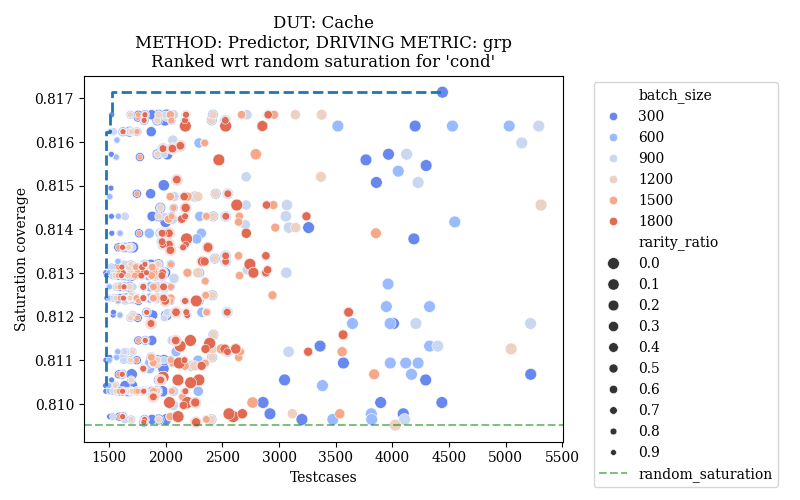 DUT: Cache
METHOD: Predictor, DRIVING METRIC: grp
Ranked wrt random saturation for 'cond'
Saturation coverage
0.817
0.816
0.815
0.814
0.813
0.812
0.811
0.810
1500 2000 2500 3000 3500 4000 4500 5000 5500
Testcases
batch_size
300
600
900
1200
1500
1800
rarity_ratio
0.0
0.1
0.2
0.3
0.4
0.5
0.6
0.7
0.8
0.9
random_saturation